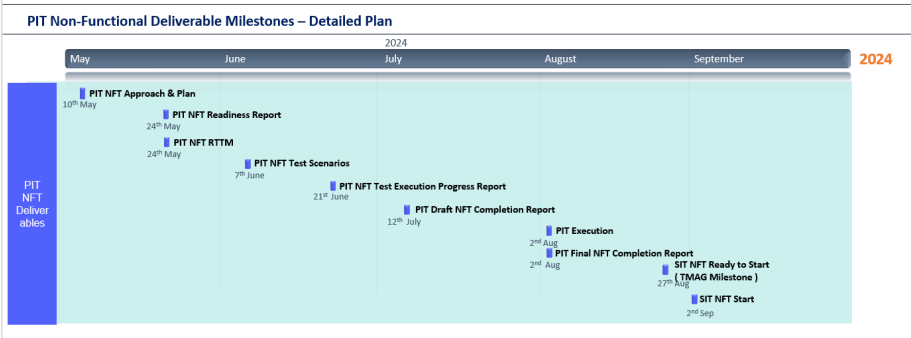 PIT Non-Functional Deliverable Milestones – Detailed Plan
2024
May June July August September 2024
PIT NFT Deliver ables
PIT NFT Approach & Plan
10th May
PIT NFT Readiness Report
24th May
PIT NFT RTTM
24th May
PIT NFT Test Scenarios
7th June
PIT NFT Test Execution Progress Report
21st June
PIT Draft NFT Completion Report
12th July
PIT Execution
2nd Aug
PIT Final NFT Completion Report
2nd Aug
SIT NFT Ready to Start
( TMAG Milestone )
27th Aug
SIT NFT Start
2nd Sep